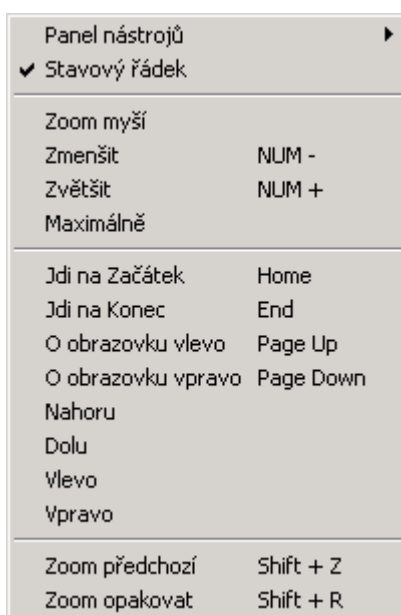 Panel nástrojů
Stavový řádek
Zoom myší
Zmenšit NUM -
Zvětšit NUM +
Maximálně
Jdi na Začátek Home
Jdi na Konec End
O obrazovku vlevo Page Up
O obrazovku vpravo Page Down
Nahoru
Dolu
Vlevo
Vpravo
Zoom předchozí Shift + Z
Zoom opakovat Shift + R